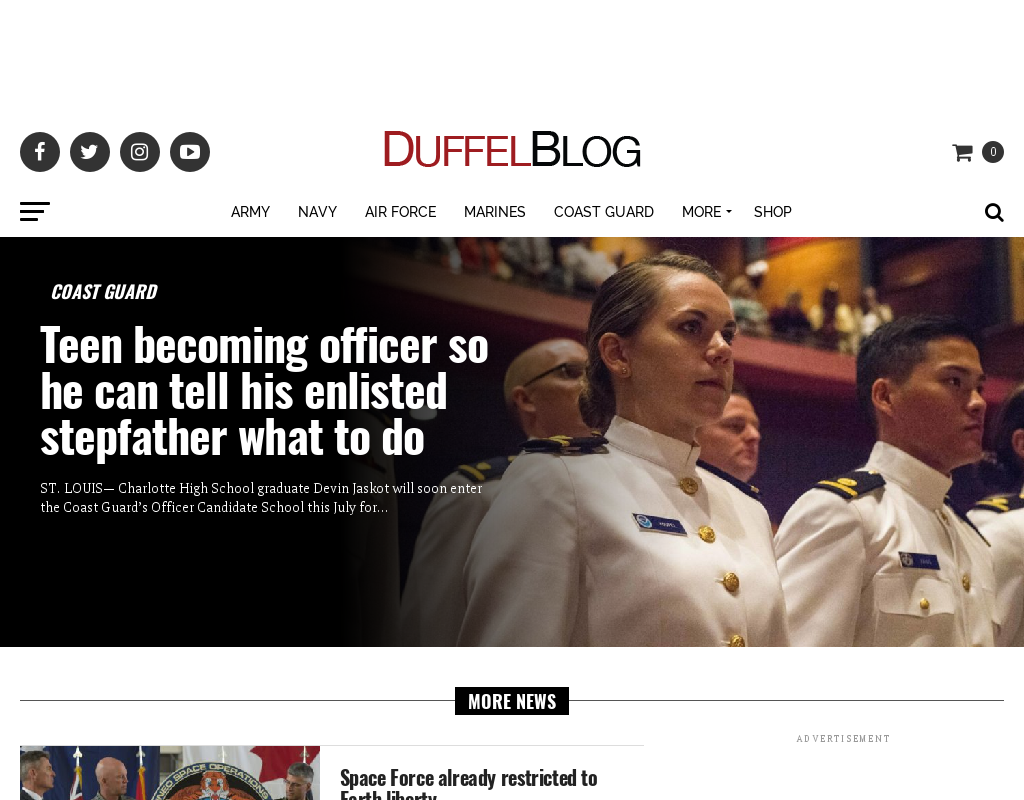 DUFFELBLOG
0
ARMY NAVY AIR FORCE MARINES COAST GUARD MORE SHOP
COAST GUARD
Teen becoming officer so
he can tell his enlisted
stepfather what to do
ST. LOUIS— Charlotte High School graduate Devin Jaskot will soon enter
the Coast Guard's Officer Candidate School this July for...
MORE NEWS
ADVERTISEMENT
Space Force already restricted to
Earth liberty